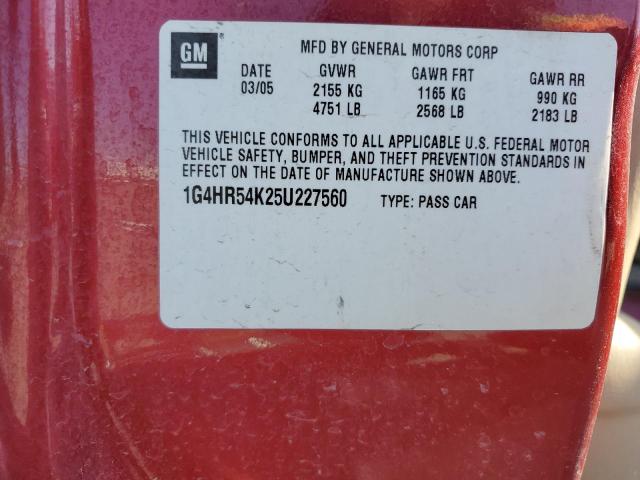 GM
MFD BY GENERAL MOTORS CORP
DATE GVWR GAWR FRT GAWR RR
03/05 2155 KG 1165 KG 990 KG
4751 LB 2568 LB 2183 LB
THIS VEHICLE CONFORMS TO ALL APPLICABLE U.S. FEDERAL MOTOR
VEHICLE SAFETY, BUMPER, AND THEFT PREVENTION STANDARDS IN
EFFECT ON THE DATE OF MANUFACTURE SHOWN ABOVE.
1G4HR54K25U227560 TYPE: PASS CAR